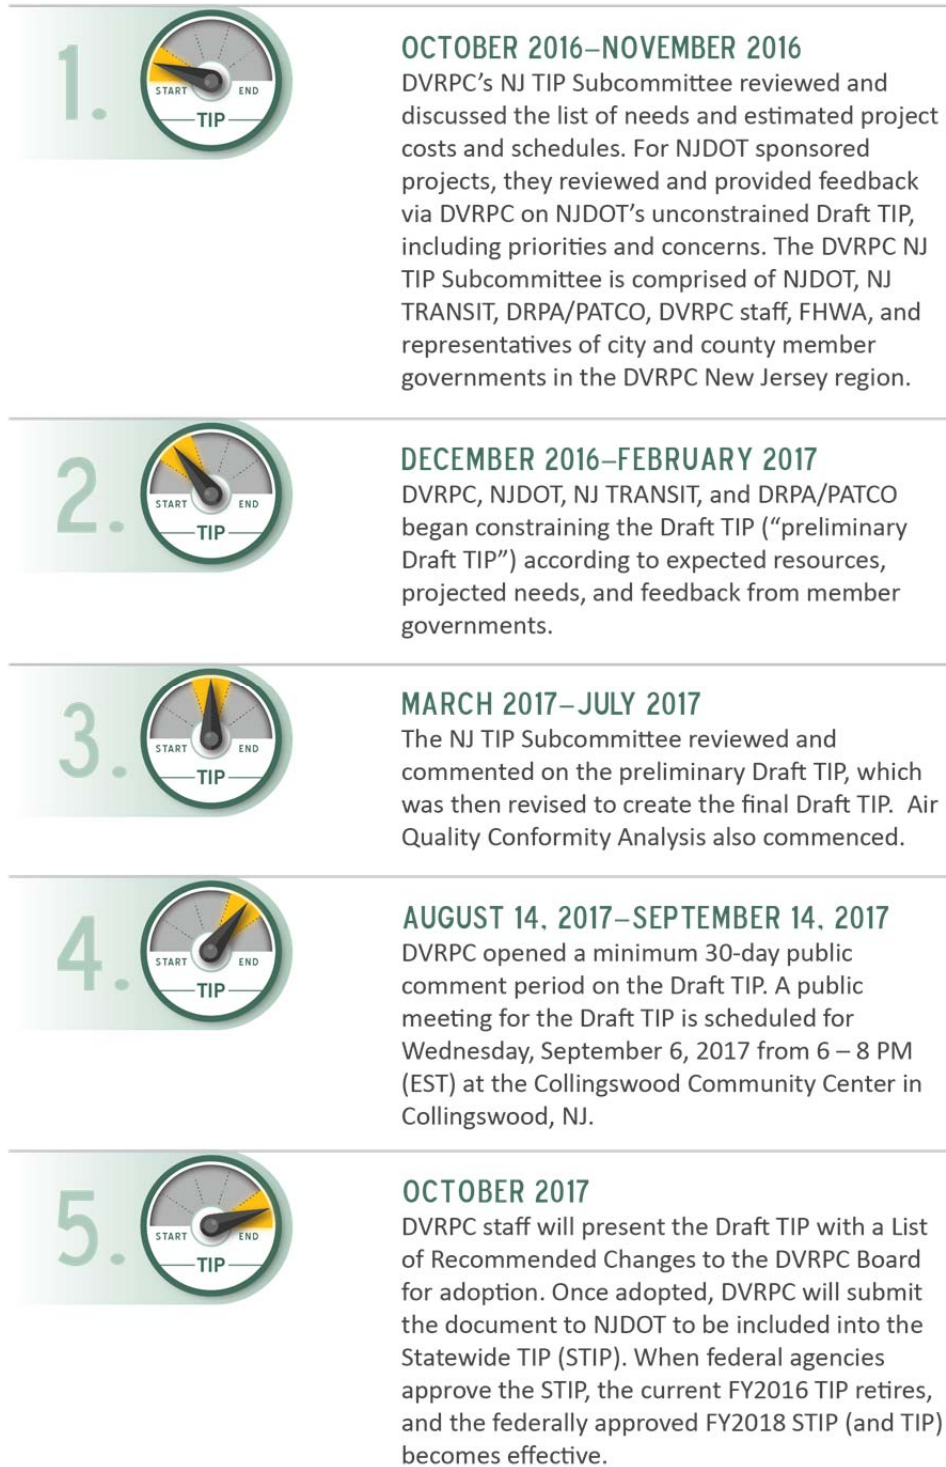 1.
START
END
TIP
OCTOBER 2016–NOVEMBER 2016
DVRPC's NJ TIP Subcommittee reviewed and
discussed the list of needs and estimated project
costs and schedules. For NJDOT sponsored
projects, they reviewed and provided feedback
via DVRPC on NJDOT's unconstrained Draft TIP,
including priorities and concerns. The DVRPC NJ
TIP Subcommittee is comprised of NJDOT, NJ
TRANSIT, DRPA/PATCO, DVRPC staff, FHWA, and
representatives of city and county member
governments in the DVRPC New Jersey region.
2.
START
END
TIP
DECEMBER 2016–FEBRUARY 2017
DVRPC, NJDOT, NJ TRANSIT, and DRPA/PATCO
began constraining the Draft TIP ("preliminary
Draft TIP") according to expected resources,
projected needs, and feedback from member
governments.
3.
START
END
TIP
MARCH 2017–JULY 2017
The NJ TIP Subcommittee reviewed and
commented on the preliminary Draft TIP, which
was then revised to create the final Draft TIP.  Air
Quality Conformity Analysis also commenced.
4.
START
END
TIP
AUGUST 14, 2017–SEPTEMBER 14, 2017
DVRPC opened a minimum 30-day public
comment period on the Draft TIP. A public
meeting for the Draft TIP is scheduled for
Wednesday, September 6, 2017 from 6 – 8 PM
(EST) at the Collingswood Community Center in
Collingswood, NJ.
5.
START
END
TIP
OCTOBER 2017
DVRPC staff will present the Draft TIP with a List
of Recommended Changes to the DVRPC Board
for adoption. Once adopted, DVRPC will submit
the document to NJDOT to be included into the
Statewide TIP (STIP). When federal agencies
approve the STIP, the current FY2016 TIP retires,
and the federally approved FY2018 STIP (and TIP)
becomes effective.